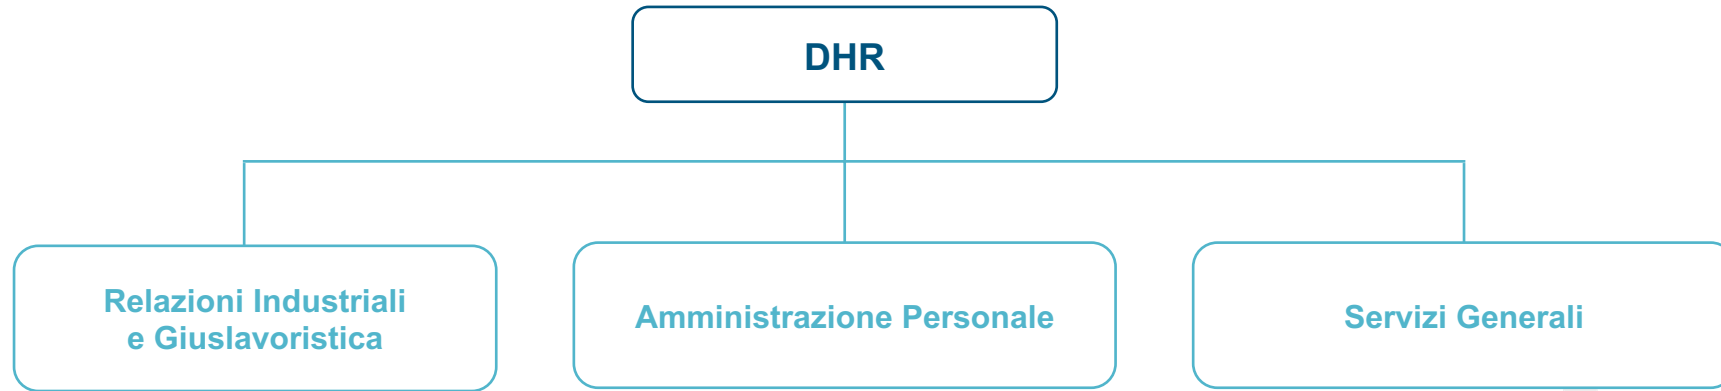 DHR
Relazioni Industriali
e Giuslavoristica
Amministrazione Personale
Servizi Generali